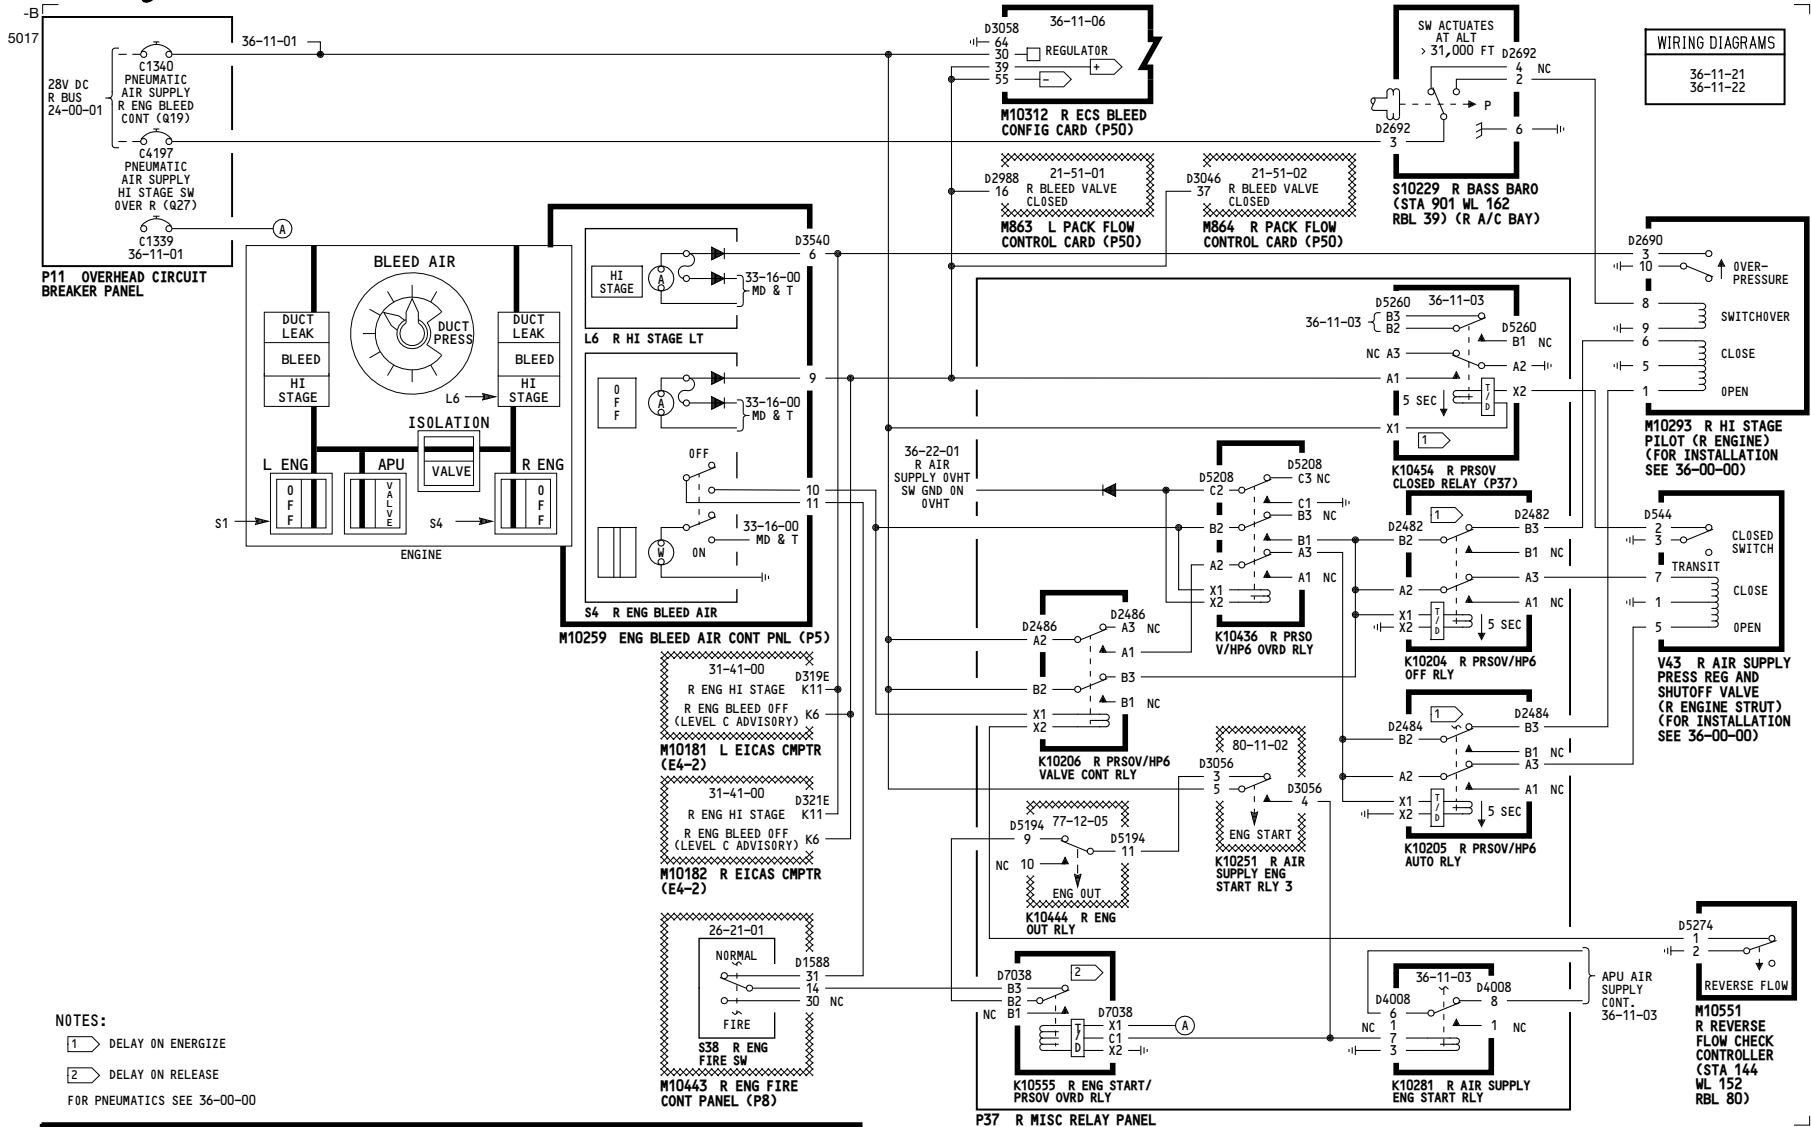 -B
5017
36-11-01
C1340
PNEUMATIC
AIR SUPPLY
R ENG BLEED
CONT (Q19)
28V DC
R BUS
24-00-01
C4197
PNEUMATIC
AIR SUPPLY
HI STAGE SW
OVER R (Q27)
C1339
36-11-01
A
P11 OVERHEAD CIRCUIT
BREAKER PANEL
BLEED AIR
DUCT
PRESS
DUCT
LEAK
BLEED
HI
STAGE
DUCT
LEAK
BLEED
HI
STAGE
L6
ISOLATION
VALVE
L ENG
APU
R ENG
OFF
VALVE
OFF
S1
S4
ENGINE
D3540
6
HI
STAGE
A
33-16-00
MD & T
L6 R HI STAGE LT
OFF
A
9
33-16-00
MD & T
OFF
10
11
33-16-00
MD & T
ON
W
S4 R ENG BLEED AIR
M10259 ENG BLEED AIR CONT PNL (P5)
31-41-00
D319E
R ENG HI STAGE K11
R ENG BLEED OFF K6
(LEVEL C ADVISORY)
M10181 L EICAS CMPTR
(E4-2)
31-41-00
D321E
R ENG HI STAGE K11
R ENG BLEED OFF K6
(LEVEL C ADVISORY)
M10182 R EICAS CMPTR
(E4-2)
26-21-01
NORMAL
D1588
31
14
30 NC
FIRE
S38 R ENG
FIRE SW
M10443 R ENG FIRE
CONT PANEL (P8)
D3058
36-11-06
64
30 REGULATOR
39 +
55 -
M10312 R ECS BLEED
CONFIG CARD (P50)
21-51-01
D2988
16 R BLEED VALVE
CLOSED
M863 L PACK FLOW
CONTROL CARD (P50)
21-51-02
D3046
37 R BLEED VALVE
CLOSED
M864 R PACK FLOW
CONTROL CARD (P50)
SW ACTUATES
AT ALT
> 31,000 FT
D2692
4 NC
2
P
D2692
3
6
S10229 R BASS BARO
(STA 901 WL 162
RBL 39) (R A/C BAY)
WIRING DIAGRAMS
36-11-21
36-11-22
D2690
3
10
OVER-
PRESSURE
8
9
SWITCHOVER
6
5
CLOSE
1
OPEN
M10293 R HI STAGE
PILOT (R ENGINE)
(FOR INSTALLATION
SEE 36-00-00)
D5260 36-11-03
36-11-03
B3
B2
D5260
B1 NC
NC A3
A2
A1
X2
5 SEC
T/D
X1
1
K10454 R PRSOV
CLOSED RELAY (P37)
36-22-01
R AIR
SUPPLY OVHT
SW GND ON
OVHT
D5208
D5208
C3 NC
C2
C1
B3 NC
B2
B1
A3
A2
A1 NC
X1
X2
K10436 R PRSO
V/HP6 OVRD RLY
D2486
D2486
A3 NC
A2
A1
B3
B2
B1 NC
X1
X2
K10206 R PRSOV/HP6
VALVE CONT RLY
1
D2482
D2482
B3
B2
B1 NC
A3
A2
A1 NC
X1
X2
T/D
5 SEC
K10204 R PRSOV/HP6
OFF RLY
1
D2484
D2484
B3
B2
B1 NC
A3
A2
A1 NC
X1
X2
T/D
5 SEC
K10205 R PRSOV/HP6
AUTO RLY
D544
2
3
CLOSED
SWITCH
TRANSIT
7
CLOSE
1
5
OPEN
V43 R AIR SUPPLY
PRESS REG AND
SHUTOFF VALVE
(R ENGINE STRUT)
(FOR INSTALLATION
SEE 36-00-00)
80-11-02
D3056
3
5
D3056
4
ENG START
K10251 R AIR
SUPPLY ENG
START RLY 3
77-12-05
D5194
9
D5194
11
NC 10
ENG OUT
K10444 R ENG
OUT RLY
2
D7038
B3
B2
NC B1
D7038
X1
C1
X2
T/D
A
K10555 R ENG START/
PRSOV OVRD RLY
36-11-03
D4008
D4008
8
6
NC 1
1 NC
7
3
K10281 R AIR SUPPLY
ENG START RLY
APU AIR
SUPPLY
CONT.
36-11-03
D5274
1
2
REVERSE FLOW
M10551
R REVERSE
FLOW CHECK
CONTROLLER
(STA 144
WL 152
RBL 80)
P37 R MISC RELAY PANEL
NOTES:
1 DELAY ON ENERGIZE
2 DELAY ON RELEASE
FOR PNEUMATICS SEE 36-00-00